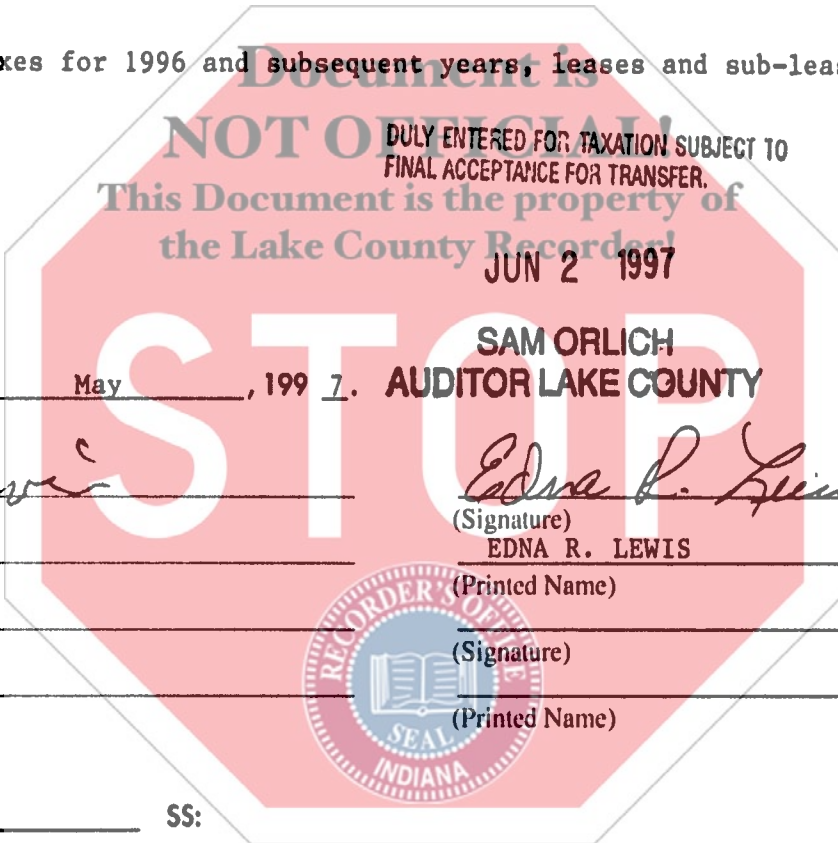 xes for 1996 and subsequent years, leases and sub-leas
Document is
NOT OFFICIAL!
This Document is the property of
the Lake County Recorder!
DULY ENTERED FOR TAXATION SUBJECT TO
FINAL ACCEPTANCE FOR TRANSFER.
JUN 2 1997
SAM ORLICH
AUDITOR LAKE COUNTY
May , 199 7.
STOP
Edna R. Lewis
(Signature)
EDNA R. LEWIS
(Printed Name)
(Signature)
(Printed Name)
RECORDER'S OFFICE
SEAL
INDIANA
SS: